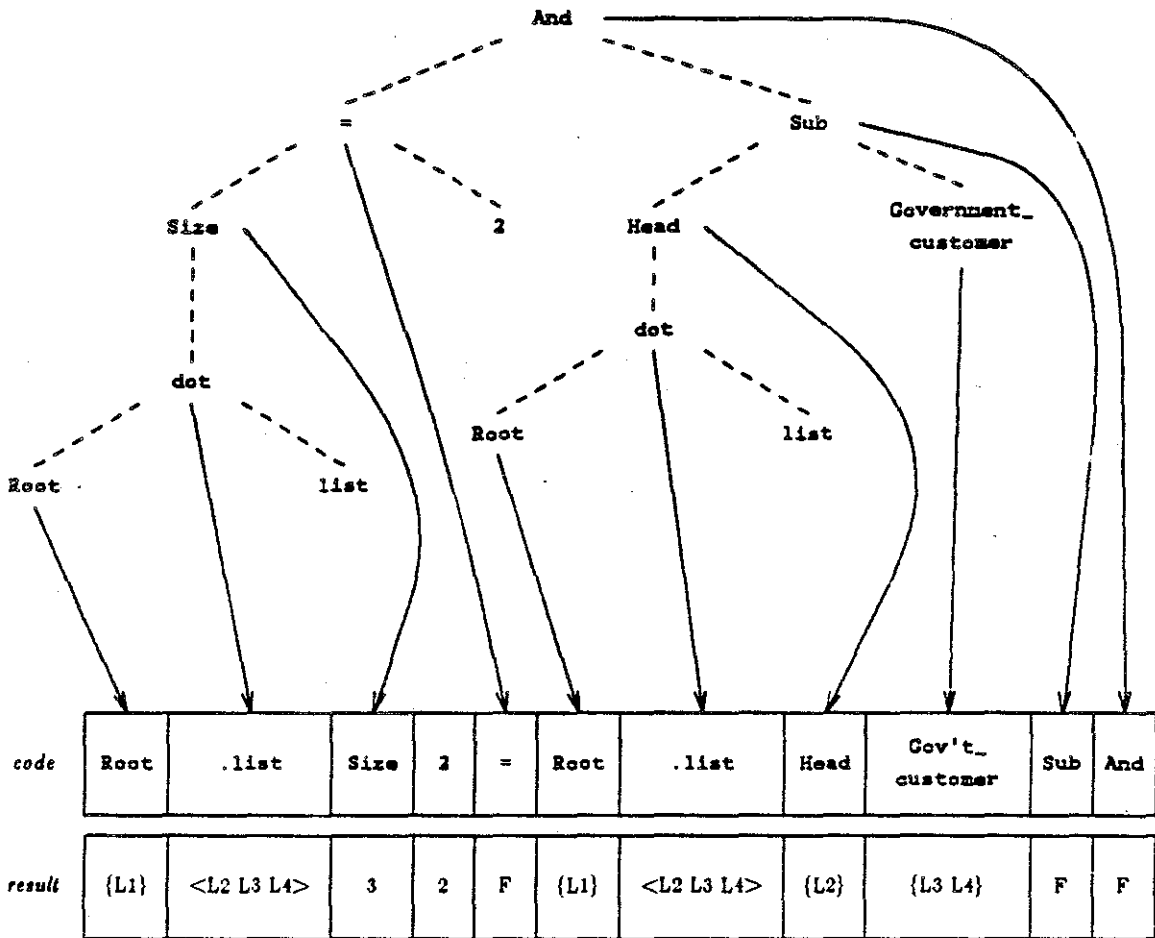 And
= Sub
Size 2 Head Government_
customer
dot
dot
Root list
Root list
code Root .list Size 2 = Root .list Head Gov't_ customer Sub And
result {L1} <L2 L3 L4> 3 2 F {L1} <L2 L3 L4> {L2} {L3 L4} F F